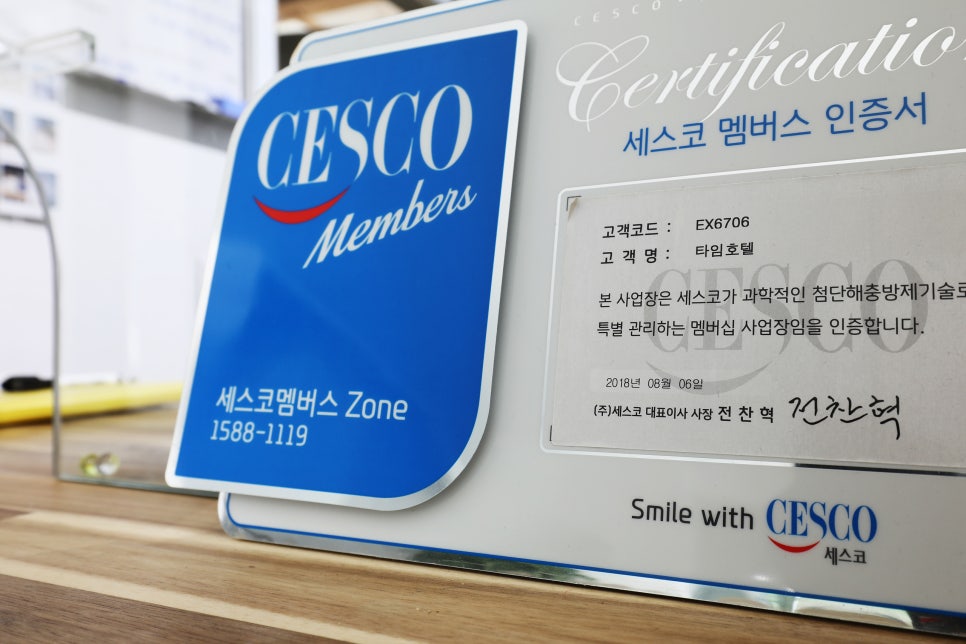 CESCO
Members
세스코멤버스 Zone
1588-1119
CESCO
Certificatio
세스코 멤버스 인증서
고객코드 : EX6706
고 객 명 : 타임호텔
CESCO
본 사업장은 세스코가 과학적인 첨단해충방제기술로
특별 관리하는 멤버십 사업장임을 인증합니다.
2018년 08월 06일
(주)세스코 대표이사 사장 전 찬 혁 전찬혁
Smile with CESCO
세스코